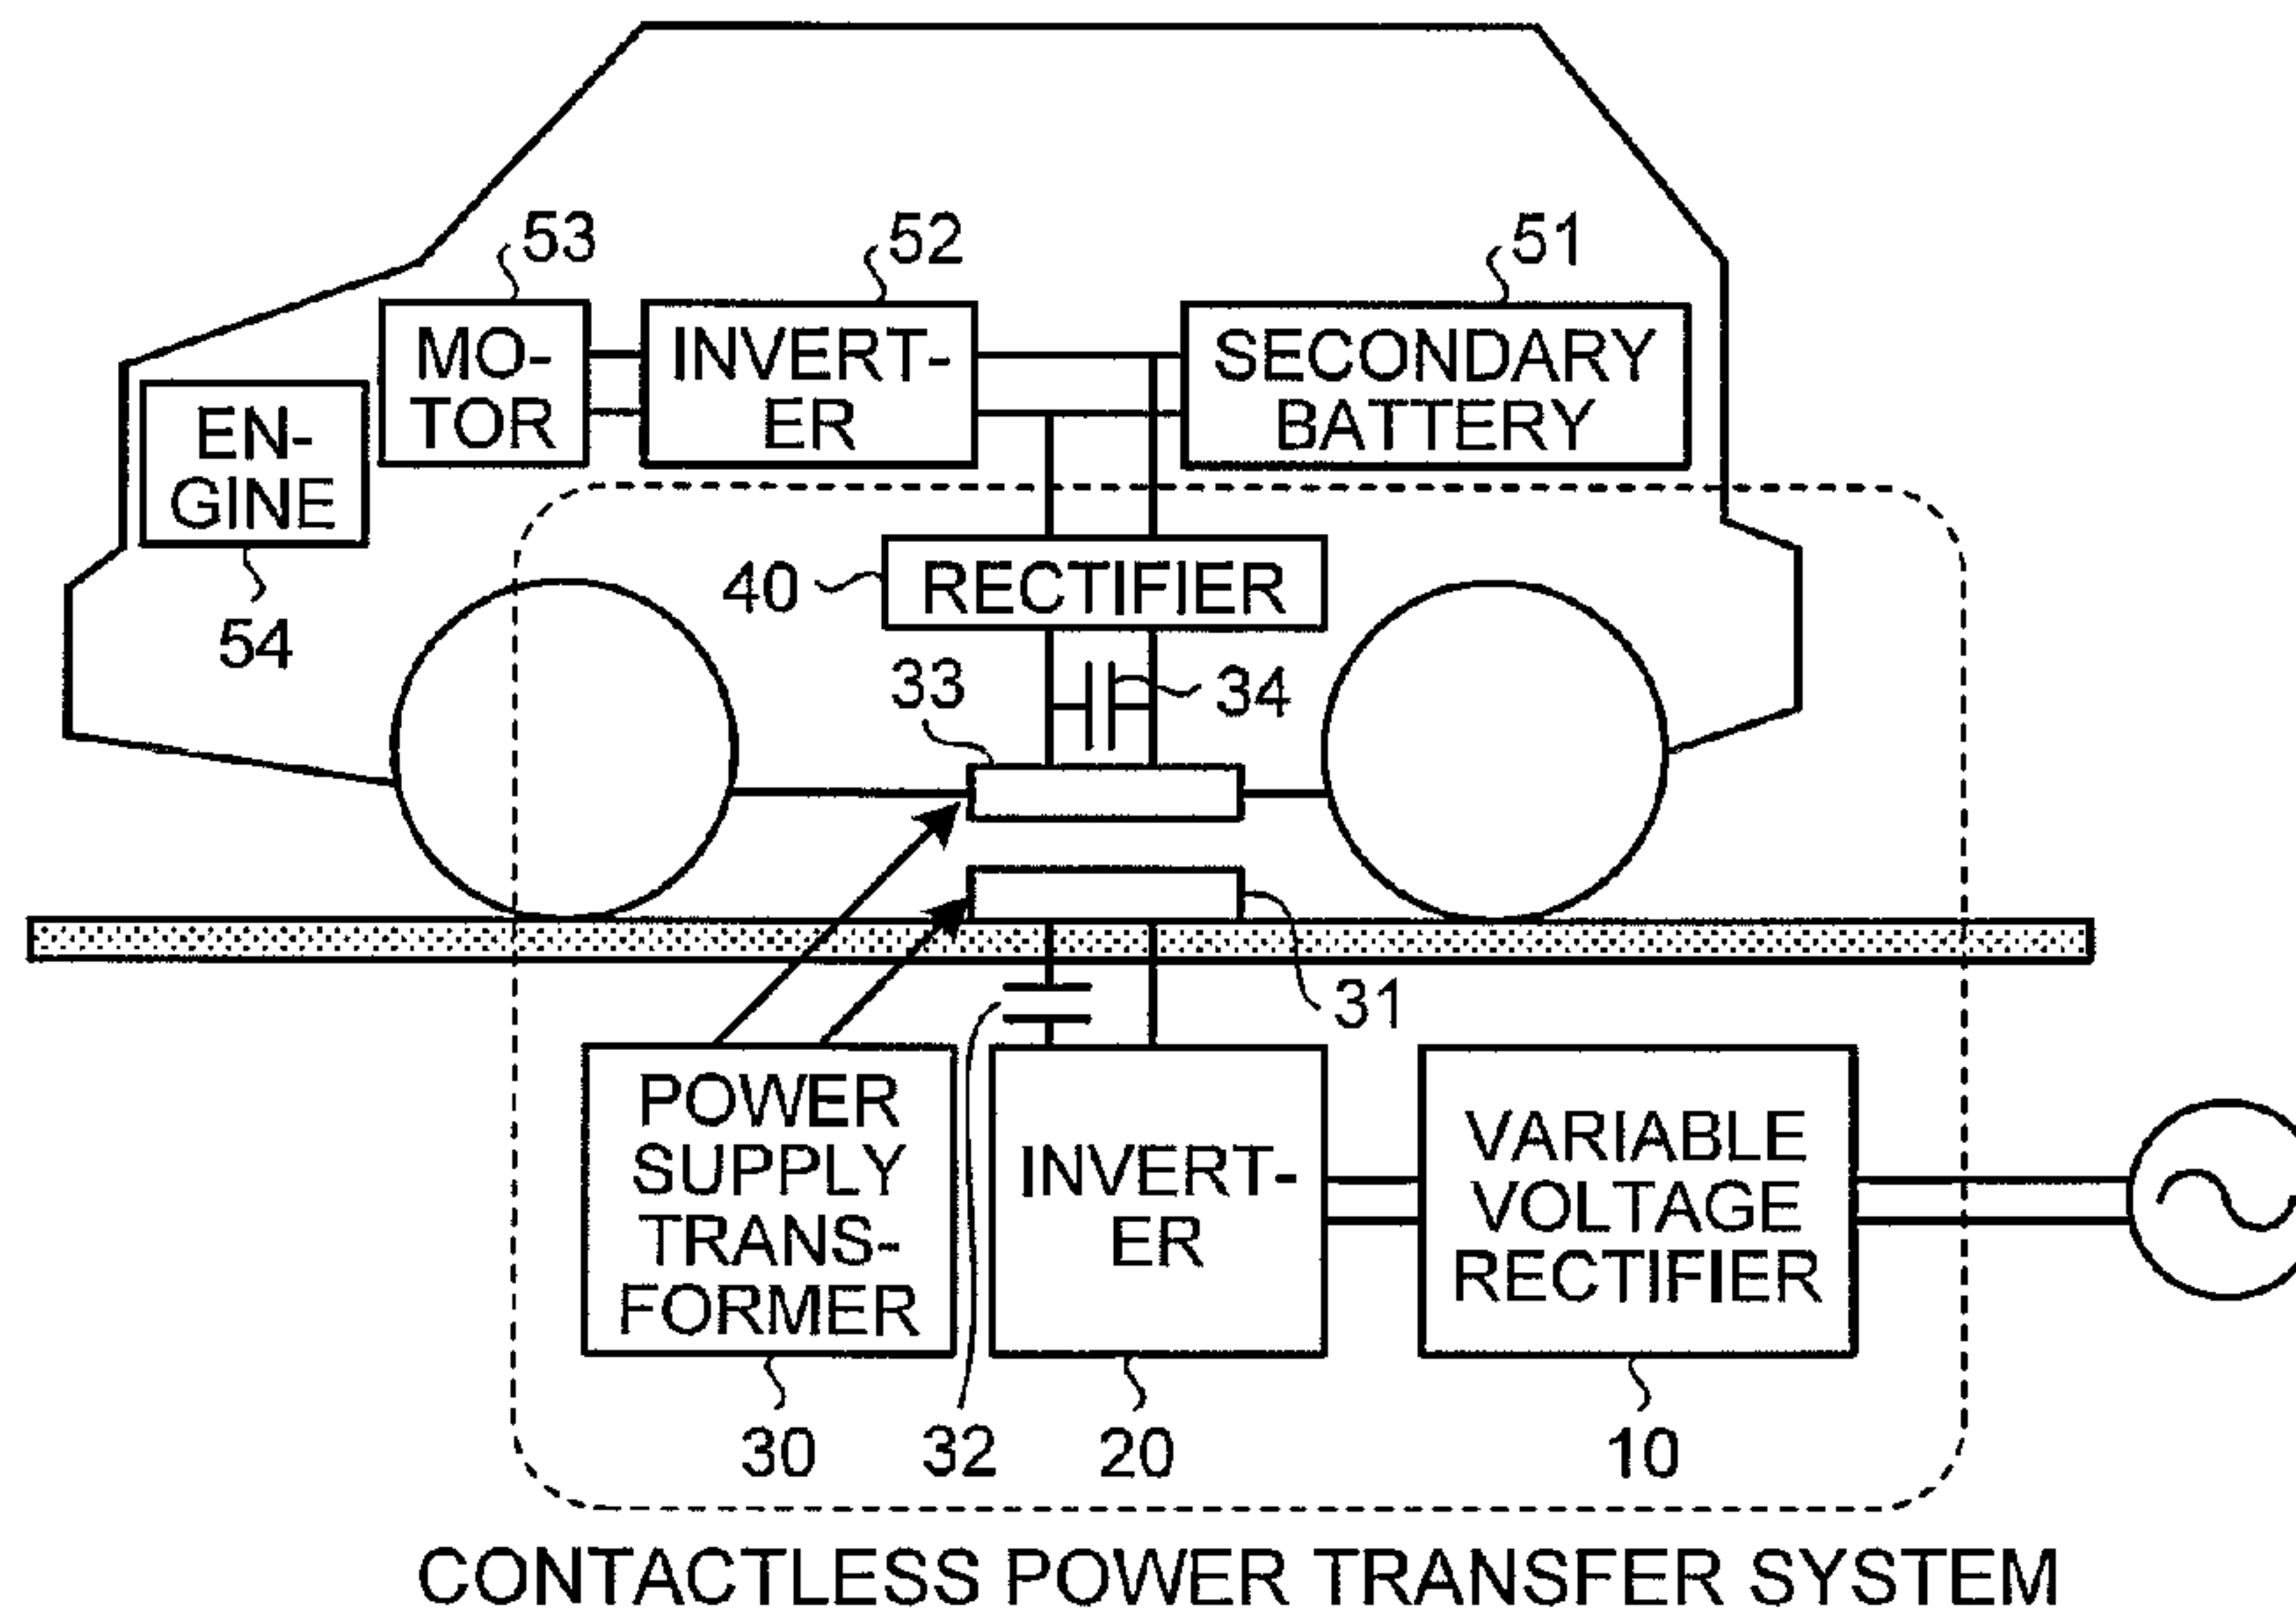 53
52
51
MO-
TOR
INVERT-
ER
SECONDARY
BATTERY
EN-
GINE
54
40
RECTIFIER
33
34
31
POWER
SUPPLY
TRANS-
FORMER
INVERT-
ER
VARIABLE
VOLTAGE
RECTIFIER
30
32
20
10
CONTACTLESS POWER TRANSFER SYSTEM